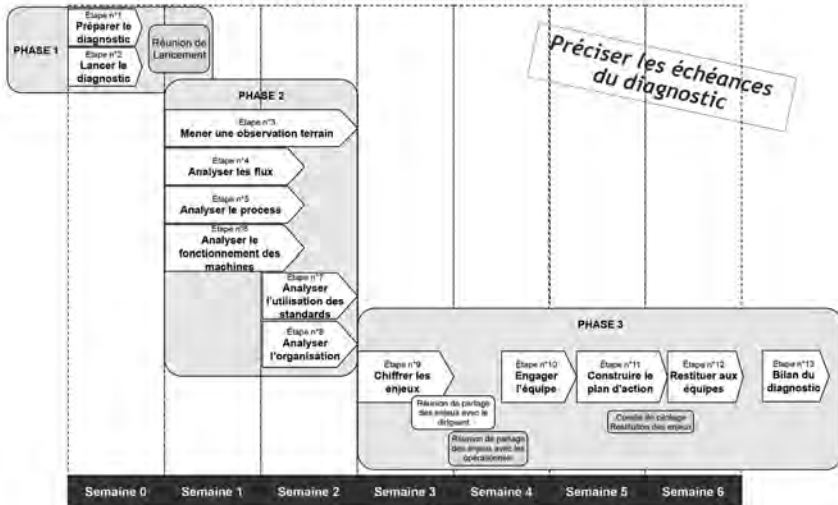 Étape n°1
Préparer le
diagnostic
PHASE 1
Étape n°2
Lancer le
diagnostic
Réunion de
Lancement
Préciser les échéances
du diagnostic
PHASE 2
Étape n°3
Mener une observation terrain
Étape n°4
Analyser les flux
Étape n°5
Analyser le process
Étape n°6
Analyser le
fonctionnement des
machines
Étape n°7
Analyser
l'utilisation des
standards
Étape n°8
Analyser
l'organisation
PHASE 3
Étape n°9
Chiffrer les
enjeux
Étape n°10
Engager
l'équipe
Étape n°11
Construire le
plan d'action
Étape n°12
Restituer aux
équipes
Étape n°13
Bilan du
diagnostic
Réunion de partage
des enjeux avec le
dirigeant
Réunion de partage
des enjeux avec les
opérationnel
Comité de pilotage
Restitution des enjeux
Semaine 0
Semaine 1
Semaine 2
Semaine 3
Semaine 4
Semaine 5
Semaine 6